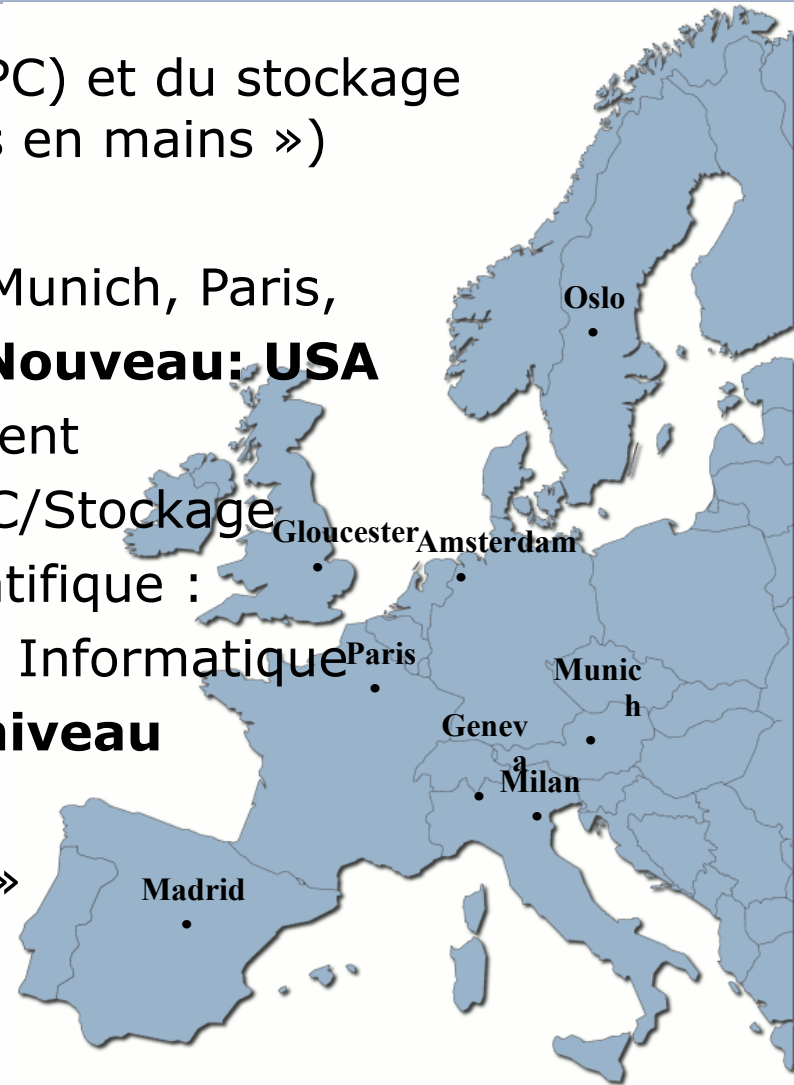 PC) et du stockage
s en mains »)
Munich, Paris,
Nouveau: USA
ent
C/Stockage
ntifique :
Informatique
niveau
»
Oslo
Gloucester
Amsterdam
Paris
Munic
h
Genev
a
Milan
Madrid